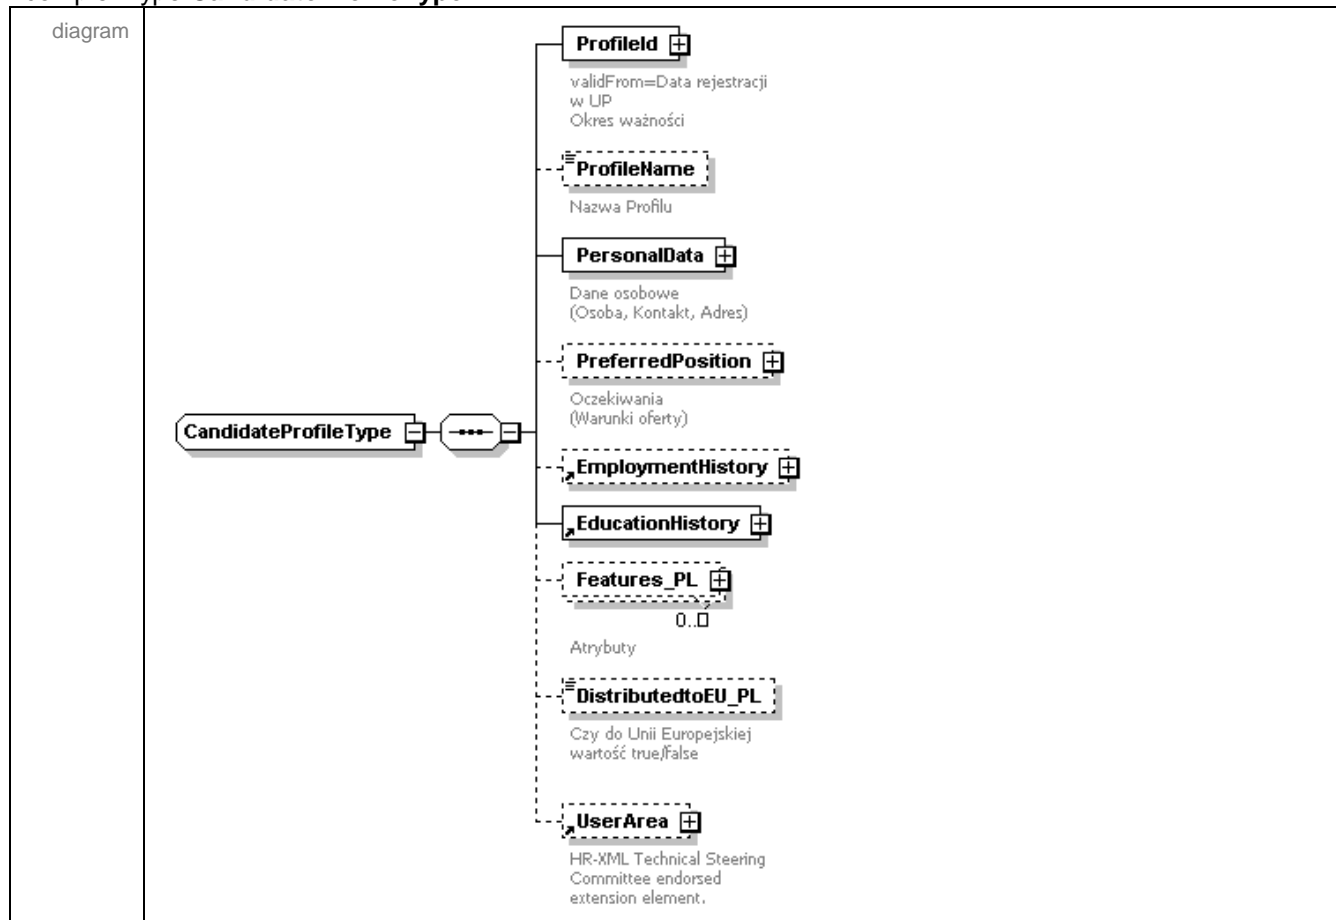 diagram
ProfileId
validFrom=Data rejestracji
w UP
Okres ważności
ProfileName
Nazwa Profilu
PersonalData
Dane osobowe
(Osoba, Kontakt, Adres)
PreferredPosition
Oczekiwania
(Warunki oferty)
CandidateProfileType
EmploymentHistory
EducationHistory
Features_PL
0..
Atrybuty
DistributedtoEU_PL
Czy do Unii Europejskiej
wartość true/false
UserArea
HR-XML Technical Steering
Committee endorsed
extension element.